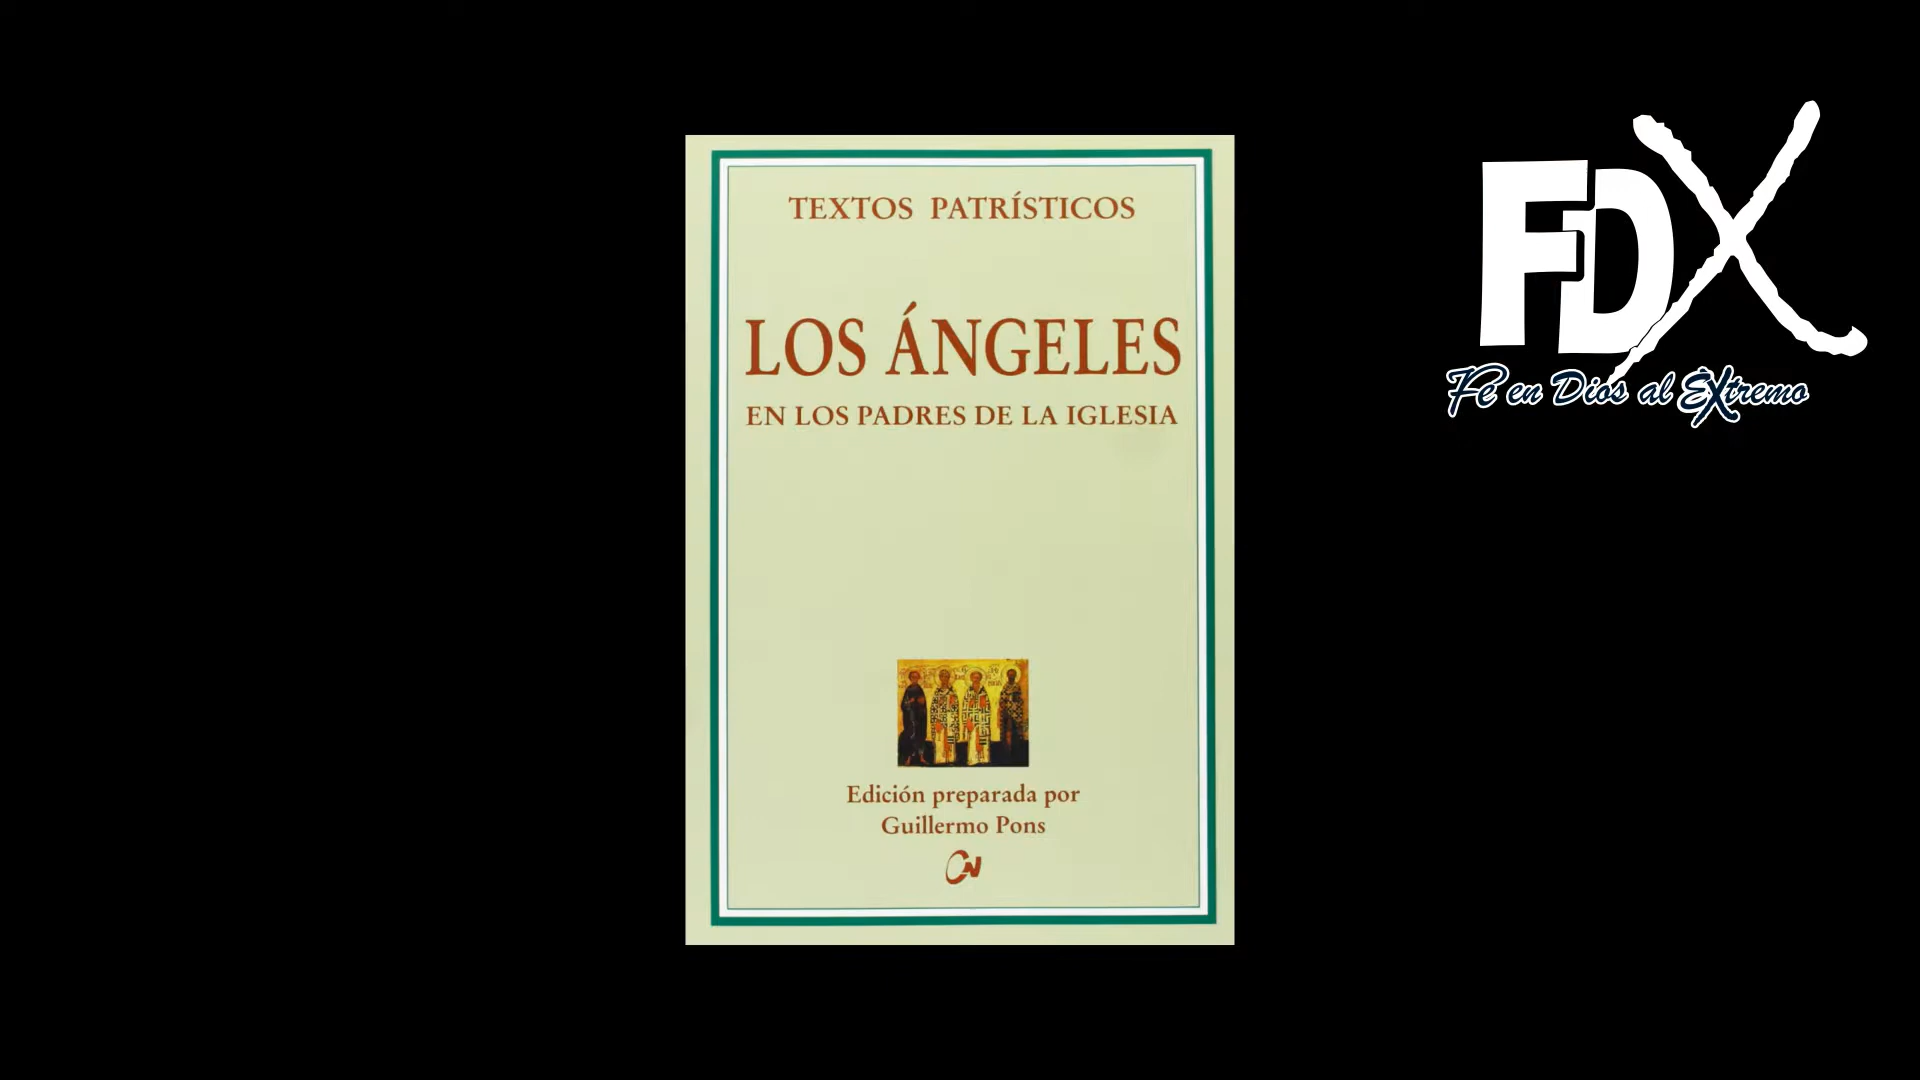 TEXTOS PATRÍSTICOS
LOS ÁNGELES
EN LOS PADRES DE LA IGLESIA
Edición preparada por
Guillermo Pons
CN
FDX
Fe en Dios al Extremo